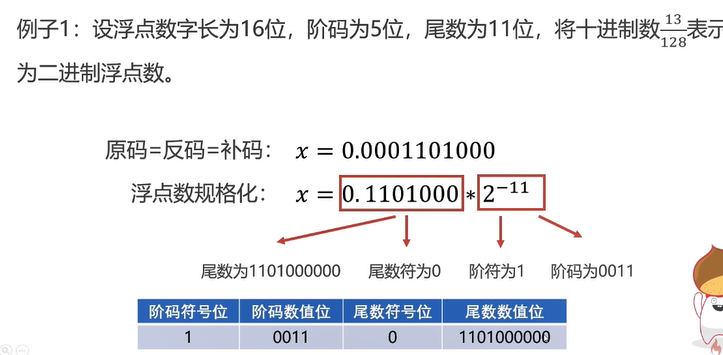 例子1：设浮点数字长为16位，阶码为5位，尾数为11位，将十进制数13/128表示
为二进制浮点数。
原码=反码=补码： x = 0.0001101000
浮点数规格化： x = 0.1101000 * 2^{-11}
尾数为1101000000 尾数符为0 阶符为1 阶码为0011
阶码符号位 阶码数值位 尾数符号位 尾数数值位
1 0011 0 1101000000